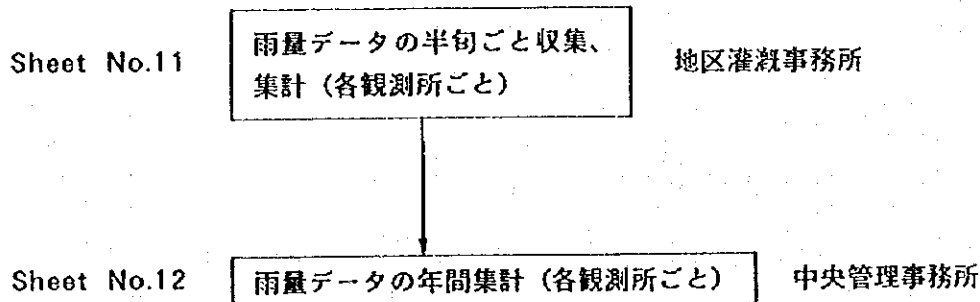 Sheet No.11
雨量データの半旬ごと収集、
集計（各観測所ごと）
地区灌漑事務所
Sheet No.12
雨量データの年間集計（各観測所ごと）
中央管理事務所